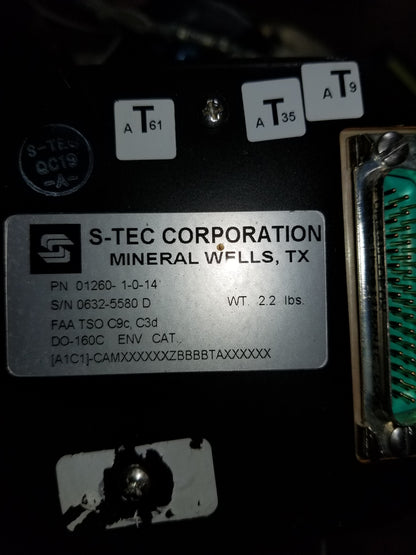 A T 61
A T 35
A T 9
S-TEC
QC19
-A-
S-TEC CORPORATION
MINERAL WELLS, TX
PN 01260- 1-0-14
S/N 0632-5580 D WT. 2.2 lbs.
FAA TSO C9c, C3d
DO-160C ENV CAT.
[A1C1]-CAMXXXXXXZBBBBTAXXXXXX